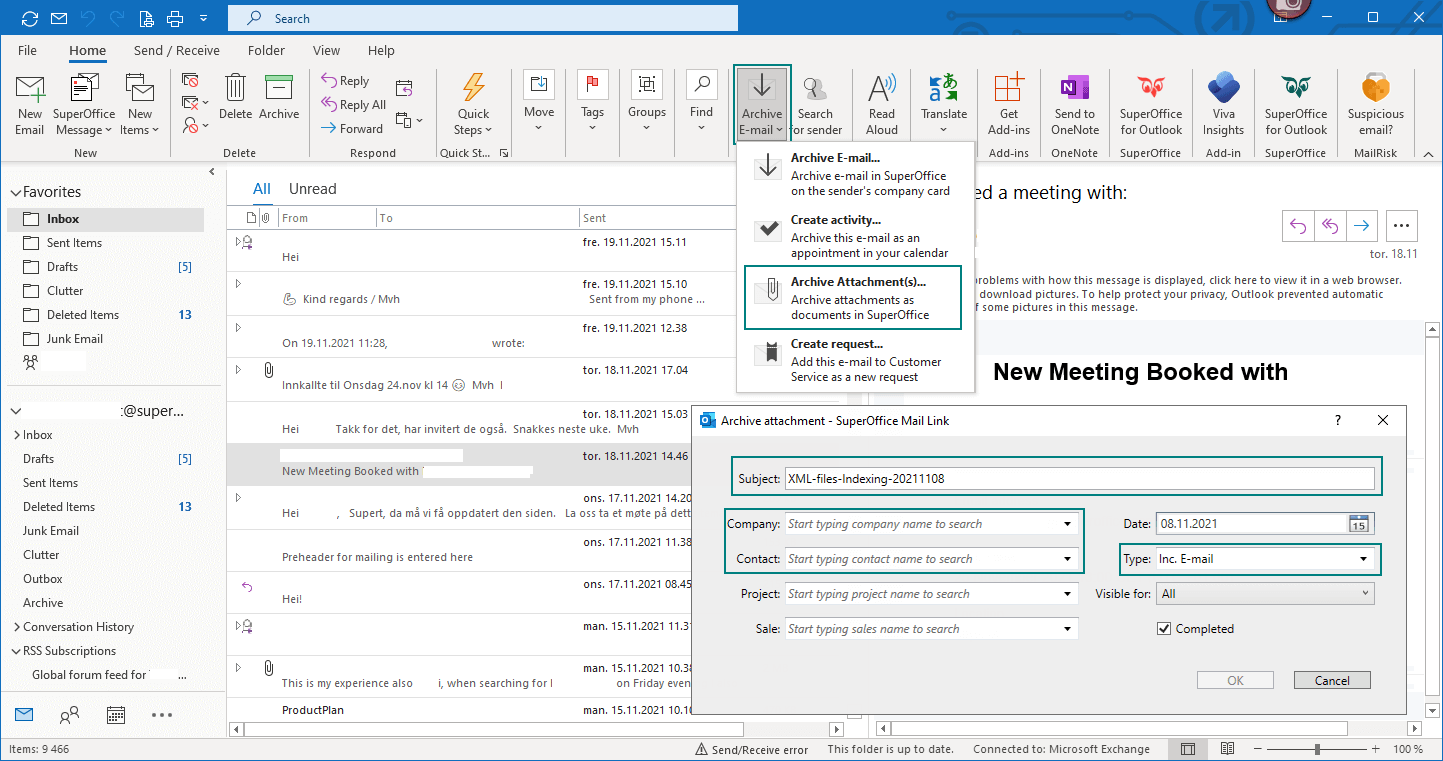 Search
File Home Send / Receive Folder View Help
New Email
SuperOffice Message
New Items
New
Delete
Archive
Delete
Reply
Reply All
Forward
Respond
Quick Steps
Quick St...
Move
Tags
Groups
Find
Archive E-mail
Search for sender
Read Aloud
Translate
Get Add-ins
Add-ins
Send to OneNote
OneNote
SuperOffice for Outlook
SuperOffice
Viva Insights
Add-in
SuperOffice for Outlook
SuperOffice
Suspicious email?
MailRisk
Favorites
Inbox
Sent Items
Drafts [5]
Clutter
Deleted Items 13
Junk Email
:@super...
Inbox
Drafts [5]
Sent Items
Deleted Items 13
Junk Email
Clutter
Outbox
Archive
Conversation History
RSS Subscriptions
Global forum feed for ...
All Unread
From To Sent
fre. 19.11.2021 15.11
Hei
fre. 19.11.2021 15.10
Kind regards / Mvh Sent from my phone ...
fre. 19.11.2021 12.38
On 19.11.2021 11:28, wrote:
tor. 18.11.2021 17.04
Innkallte til Onsdag 24.nov kl 14 Mvh
tor. 18.11.2021 15.03
Hei Takk for det, har invitert de også. Snakkes neste uke. Mvh
tor. 18.11.2021 14.46
New Meeting Booked with
ons. 17.11.2021 14.20
Hei , Supert, da må vi få oppdatert den siden. La oss ta et møte på dett
ons. 17.11.2021 11.38
Preheader for mailing is entered here
ons. 17.11.2021 08.45
Hei!
man. 15.11.2021 11.31
man. 15.11.2021 10.38
This is my experience also i, when searching for on Friday even
ProductPlan man. 15.11.2021 10.10
Archive E-mail...
Archive e-mail in SuperOffice
on the sender's company card
Create activity...
Archive this e-mail as an
appointment in your calendar
Archive Attachment(s)...
Archive attachments as
documents in SuperOffice
Create request...
Add this e-mail to Customer
Service as a new request
ed a meeting with:
tor. 18.11
problems with how this message is displayed, click here to view it in a web browser.
download pictures. To help protect your privacy, Outlook prevented automatic
f some pictures in this message.
New Meeting Booked with
Archive attachment - SuperOffice Mail Link ?
Subject: XML-files-Indexing-20211108
Company: Start typing company name to search
Date: 08.11.2021 15
Contact: Start typing contact name to search
Type: Inc. E-mail
Project: Start typing project name to search
Visible for: All
Sale: Start typing sales name to search
Completed
OK Cancel
Items: 9 466
Send/Receive error This folder is up to date. Connected to: Microsoft Exchange 100 %